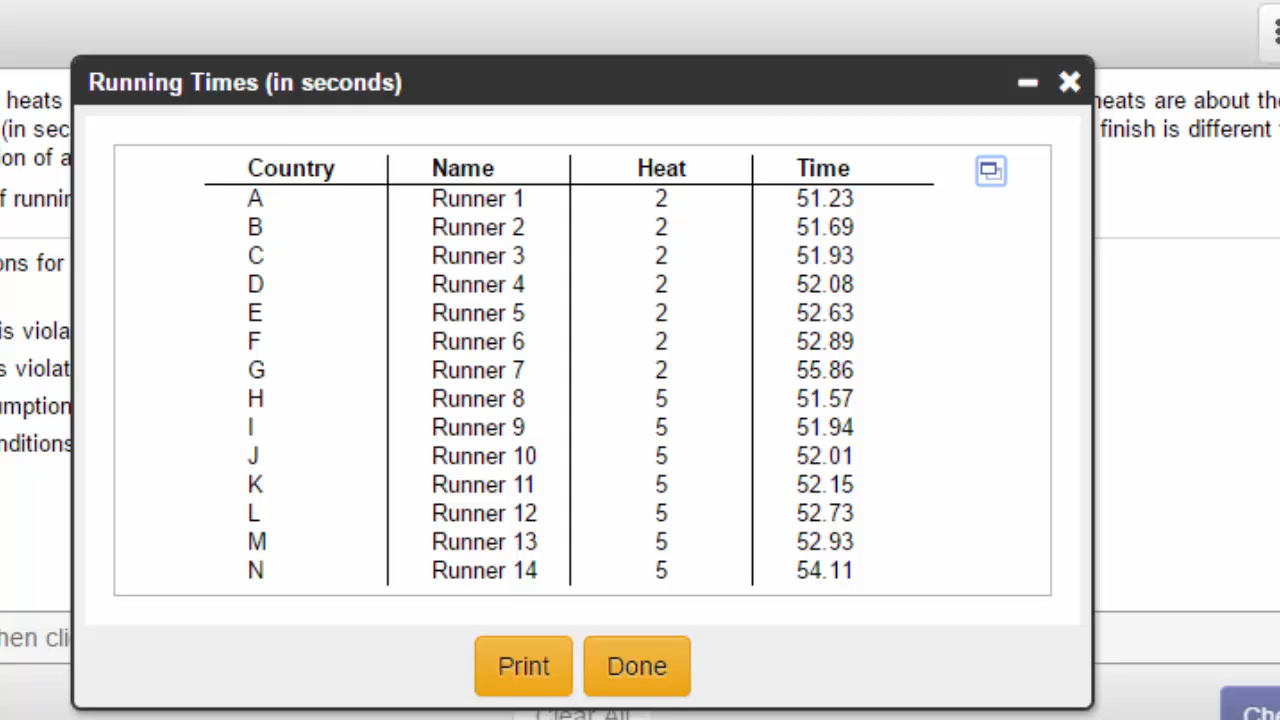 Running Times (in seconds)
heats
heats are about the
(in sec
finish is different
ion of a
f runnin
Country Name Heat Time
A Runner 1 2 51.23
B Runner 2 2 51.69
C Runner 3 2 51.93
D Runner 4 2 52.08
E Runner 5 2 52.63
F Runner 6 2 52.89
G Runner 7 2 55.86
H Runner 8 5 51.57
I Runner 9 5 51.94
J Runner 10 5 52.01
K Runner 11 5 52.15
L Runner 12 5 52.73
M Runner 13 5 52.93
N Runner 14 5 54.11
ons for
is viola
s violat
umption
nditions
hen cli
Print Done
Clear All
Che